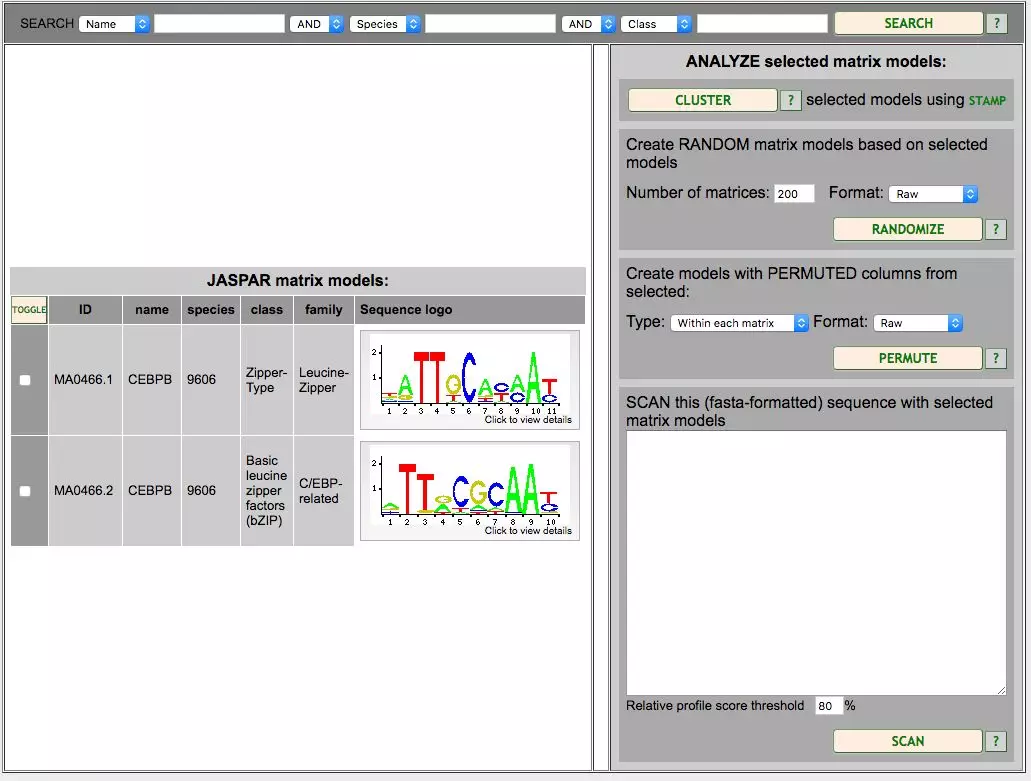 SEARCH Name AND Species AND Class SEARCH ?
JASPAR matrix models:
TOGGLE ID name species class family Sequence logo
MA0466.1 CEBPB 9606 Zipper-
Type Leucine-
Zipper
2
1
ATTGCAC AAT
1 2 3 4 5 6 7 8 9 10 11
Click to view details
MA0466.2 CEBPB 9606 Basic
leucine
zipper
factors
(bZIP) C/EBP-
related
2
1
TT CGCAA
1 2 3 4 5 6 7 8 9 10
Click to view details
ANALYZE selected matrix models:
CLUSTER ? selected models using STAMP
Create RANDOM matrix models based on selected
models
Number of matrices: 200 Format: Raw
RANDOMIZE ?
Create models with PERMUTED columns from
selected:
Type: Within each matrix Format: Raw
PERMUTE ?
SCAN this (fasta-formatted) sequence with selected
matrix models
Relative profile score threshold 80 %
SCAN ?